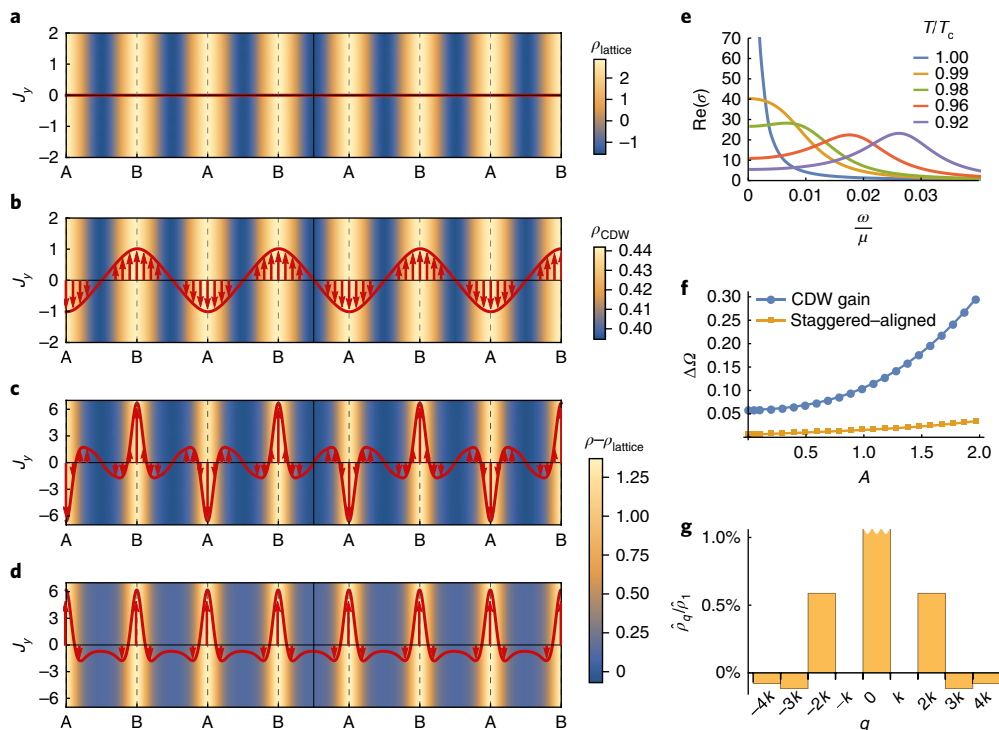 a
2
1
0
−1
−2
J_y
A B A B A B A B
ρ_lattice
2
1
0
−1
b
2
1
0
−1
−2
J_y
A B A B A B A B
ρ_CDW
0.44
0.43
0.42
0.41
0.40
c
6
3
0
−3
−6
J_y
A B A B A B A B
d
6
3
0
−3
−6
J_y
A B A B A B A B
ρ−ρ_lattice
1.25
1.00
0.75
0.50
0.25
0
e
70
60
50
40
30
20
10
0
Re(σ)
0 0.01 0.02 0.03
ω
μ
T/T_c
1.00
0.99
0.98
0.96
0.92
f
0.30
0.25
0.20
0.15
0.10
0.05
ΔΩ
CDW gain
Staggered–aligned
0.5 1.0 1.5 2.0
A
g
1.0%
0.5%
0%
ρ̂_q/ρ̂_1
−4k −3k −2k −k 0 k 2k 3k 4k
q